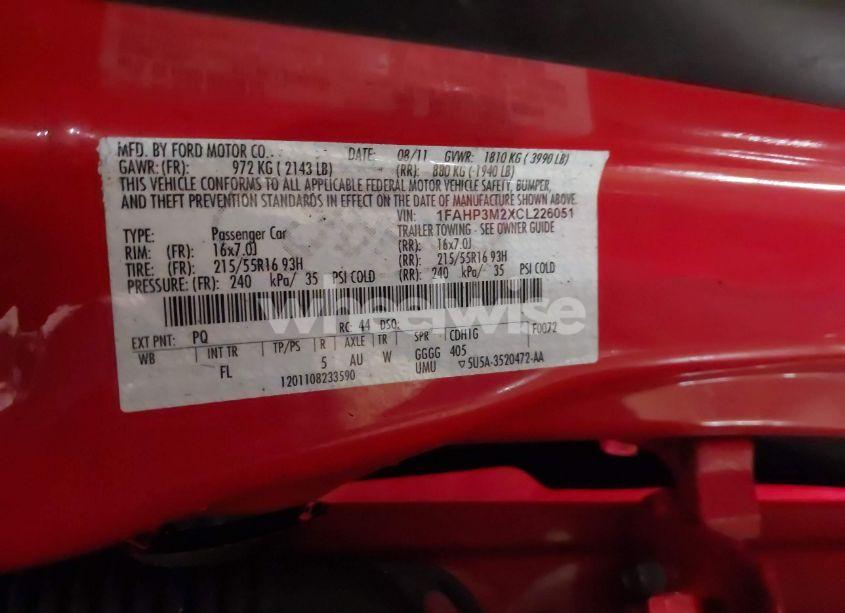 MFD. BY FORD MOTOR CO. DATE: 08/11 GVWR: 1810 KG ( 3990 LB)
GAWR: (FR): 972 KG ( 2143 LB) (RR): 880 KG ( 1940 LB)
THIS VEHICLE CONFORMS TO ALL APPLICABLE FEDERAL MOTOR VEHICLE SAFETY, BUMPER,
AND THEFT PREVENTION STANDARDS IN EFFECT ON THE DATE OF MANUFACTURE SHOWN ABOVE.
VIN: 1FAHP3M2XCL226051
TYPE: Passenger Car TRAILER TOWING - SEE OWNER GUIDE
RIM: (FR): 16x7.0J (RR): 16x7.0J
TIRE: (FR): 215/55R16 93H (RR): 215/55R16 93H
PRESSURE: (FR): 240 kPa/ 35 PSI COLD (RR): 240 kPa/ 35 PSI COLD
wheelwise
EXT PNT: PQ RC: 44 DSO: CDH1G F0072
WB INT TR TP/PS R AXLE TR SPR 405
FL 5 AU W GGGG
1201108233590 UMU ▽5U5A-3520472-AA